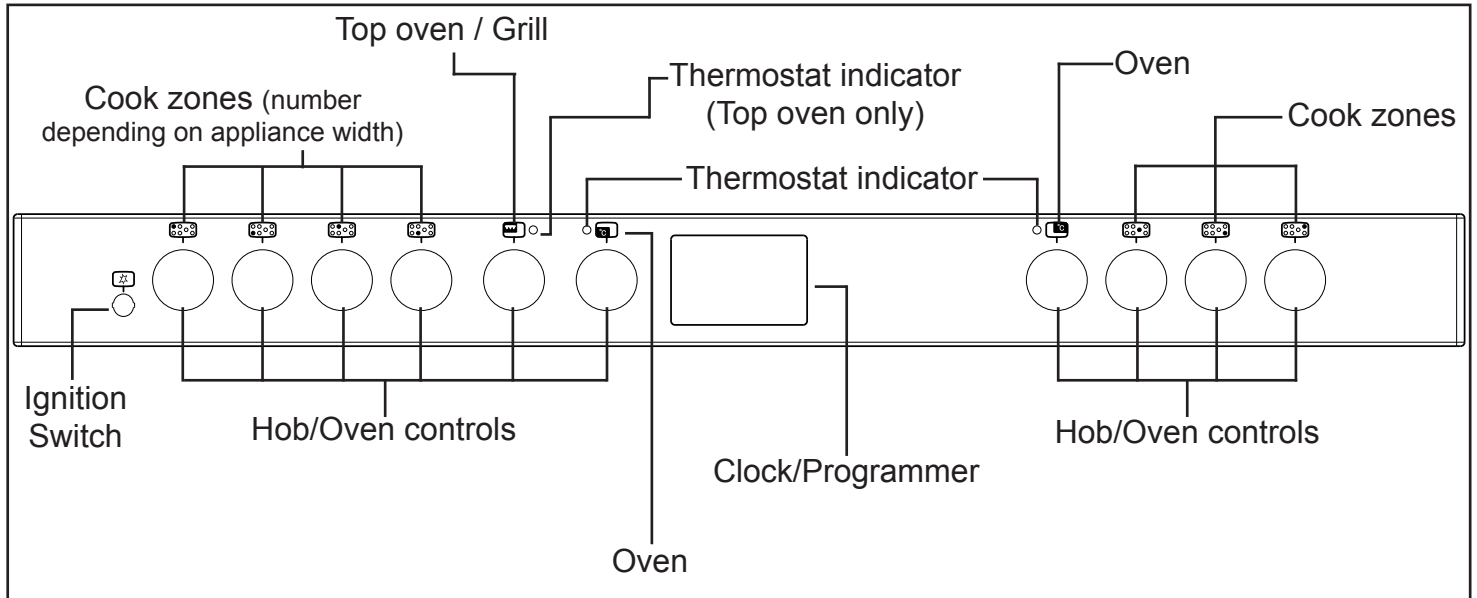 Top oven / Grill
Thermostat indicator
(Top oven only)
Oven
Cook zones (number
depending on appliance width)
Cook zones
Thermostat indicator
Ignition
Switch
Hob/Oven controls
Hob/Oven controls
Clock/Programmer
Oven